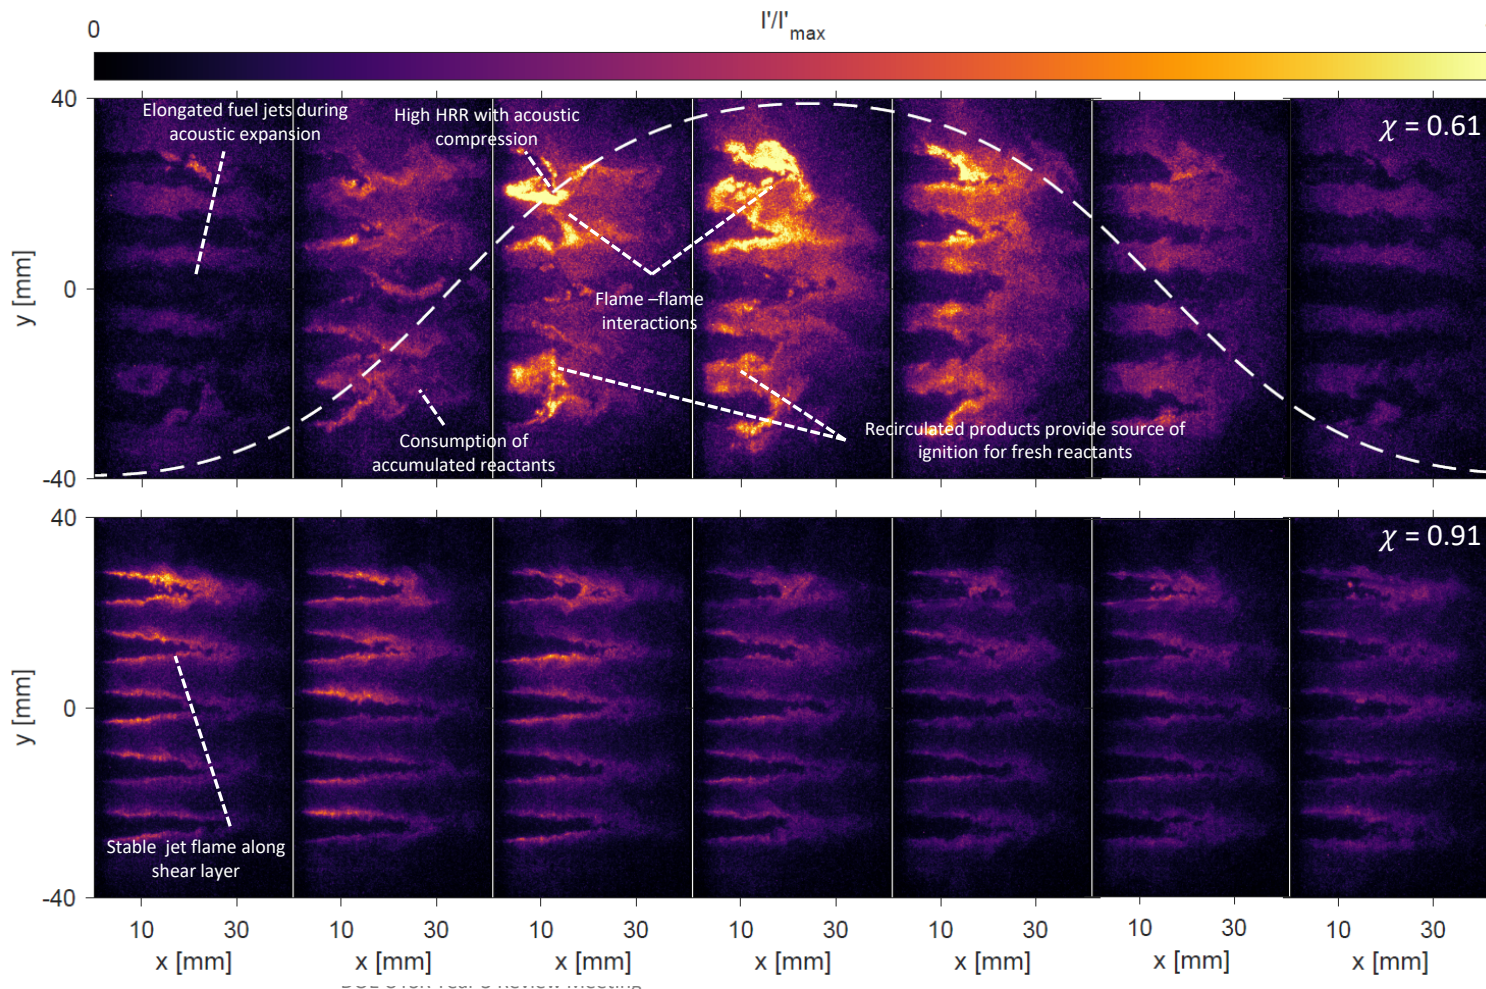 0
I'/I'max
40
0
-40
y [mm]
Elongated fuel jets during
acoustic expansion
High HRR with acoustic
compression
χ = 0.61
Flame –flame
interactions
Consumption of
accumulated reactants
Recirculated products provide source of
ignition for fresh reactants
40
0
-40
y [mm]
χ = 0.91
Stable jet flame along
shear layer
10 30 10 30 10 30 10 30 10 30 10 30 10 30
x [mm] x [mm] x [mm] x [mm] x [mm] x [mm] x [mm]